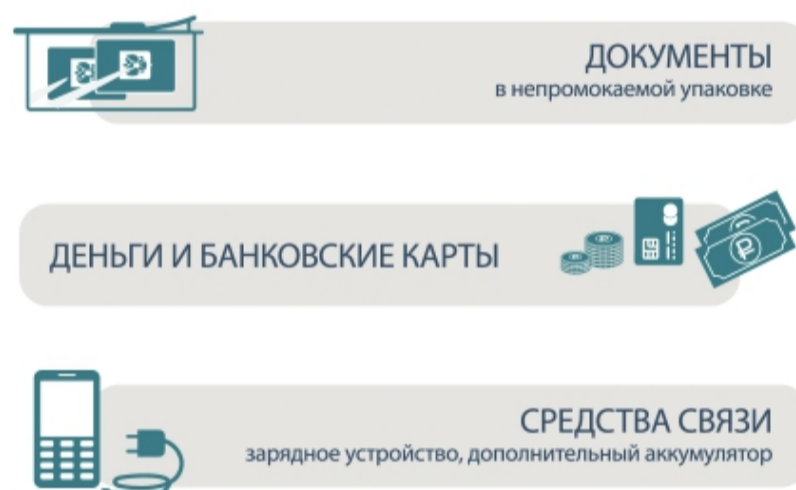 ДОКУМЕНТЫ
в непромокаемой упаковке
ДЕНЬГИ И БАНКОВСКИЕ КАРТЫ
СРЕДСТВА СВЯЗИ
зарядное устройство, дополнительный аккумулятор